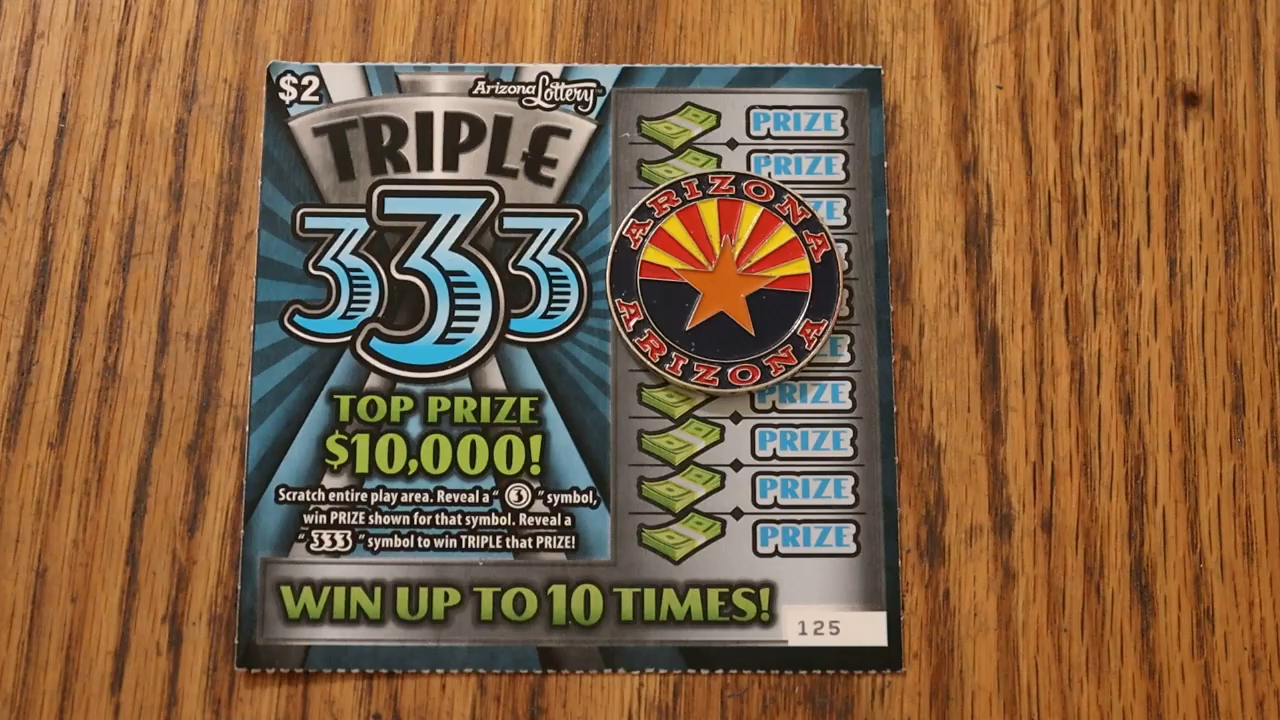 $2
Arizona Lottery™
TRIPLE
333
TOP PRIZE
$10,000!
Scratch entire play area. Reveal a "③" symbol,
win PRIZE shown for that symbol. Reveal a
"333" symbol to win TRIPLE that PRIZE!
WIN UP TO 10 TIMES!
PRIZE
PRIZE
PRIZE
PRIZE
PRIZE
PRIZE
ARIZONA
ARIZONA
125